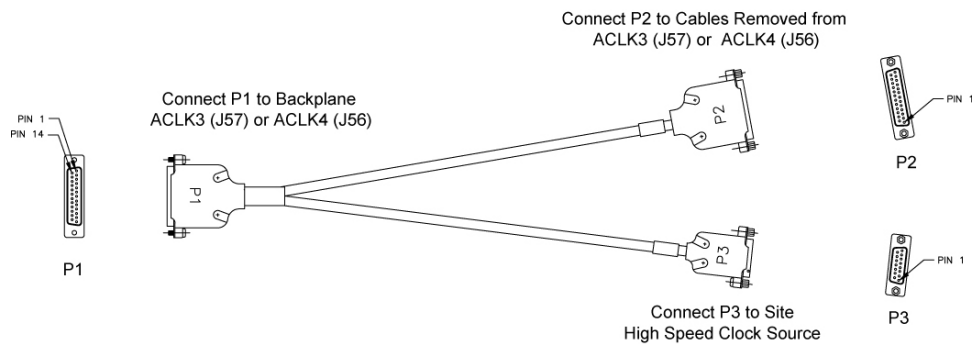 Connect P2 to Cables Removed from
ACLK3 (J57) or ACLK4 (J56)
Connect P1 to Backplane
ACLK3 (J57) or ACLK4 (J56)
PIN 1
PIN 14
P1
P1
P2
PIN 1
P2
P3
PIN 1
P3
Connect P3 to Site
High Speed Clock Source